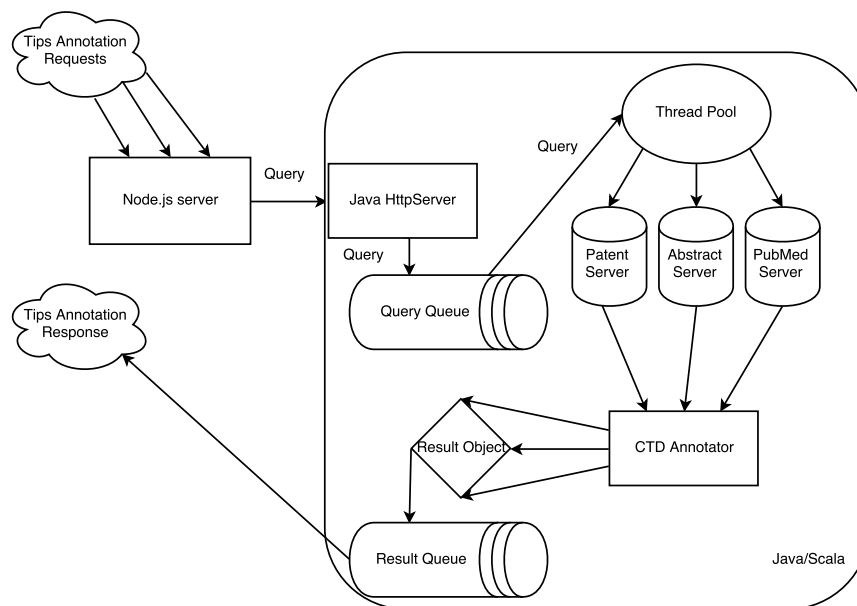 Tips Annotation
Requests
Node.js server
Query
Java HttpServer
Query
Query Queue
Query
Thread Pool
Patent
Server
Abstract
Server
PubMed
Server
Tips Annotation
Response
Result Object
CTD Annotator
Result Queue
Java/Scala